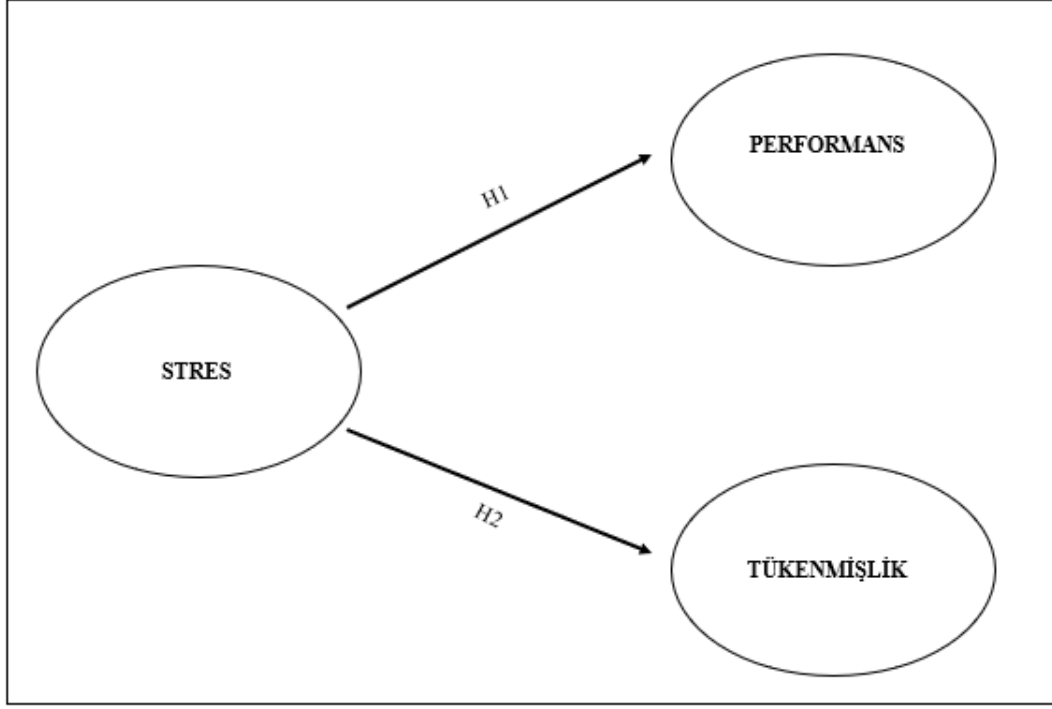 PERFORMANS
H1
STRES
H2
TÜKENMİŞLİK